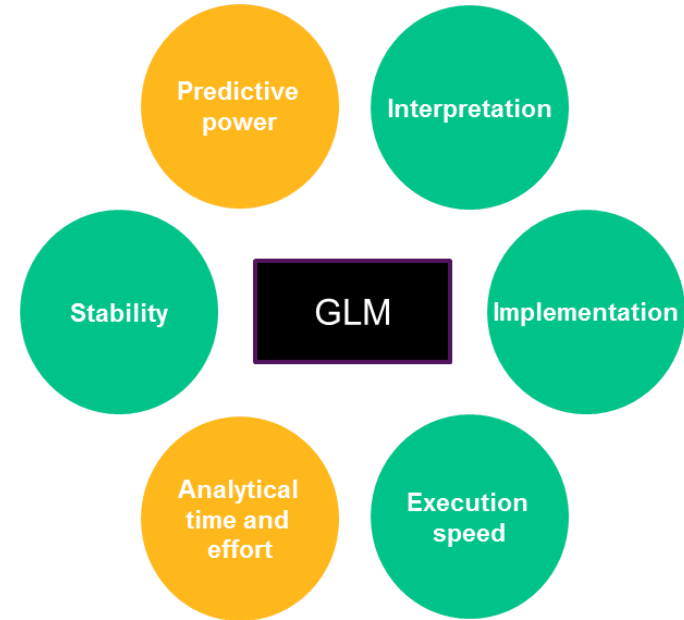 Predictive
power
Interpretation
Stability
GLM
Implementation
Analytical
time and
effort
Execution
speed